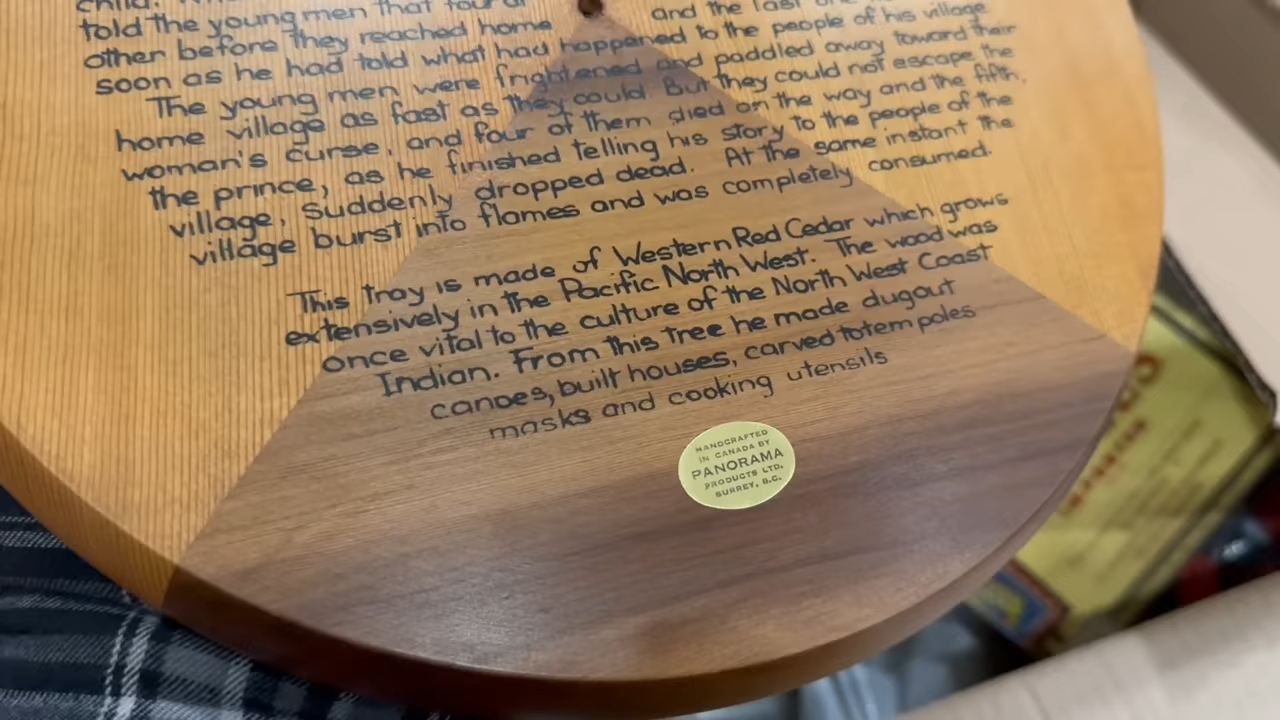 child.
told the young men that four of
and the last one
other before they reached home
soon as he had told what had happened to the people of his village
The young men were frightened and paddled away toward their
home village as fast as they could. But they could not escape the
woman's curse, and four of them died on the way and the fifth,
the prince, as he finished telling his story to the people of the
village, suddenly dropped dead. At the same instant the
village burst into flames and was completely consumed.
This tray is made of Western Red Cedar which grows
extensively in the Pacific North West. The wood was
once vital to the culture of the North West Coast
Indian. From this tree he made dugout
canoes, built houses, carved totem poles
masks and cooking utensils
HANDCRAFTED
IN CANADA BY
PANORAMA
PRODUCTS LTD.
SURREY, B.C.